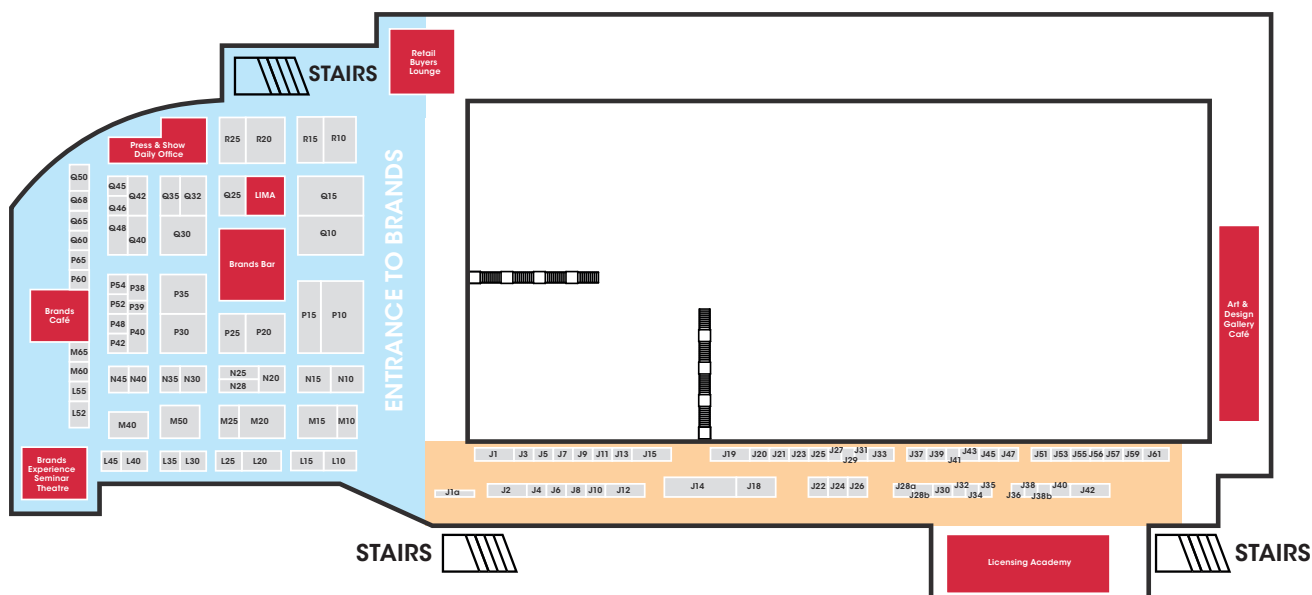 Retail
Buyers
Lounge
STAIRS
Press & Show
Daily Office
R25
R20
R15
R10
ENTRANCE TO BRANDS
Q50
Q68
Q65
Q60
P65
P60
Q45
Q46
Q42
Q48
Q40
Q35
Q32
Q30
Q25
LIMA
Q15
Q10
Brands Bar
P54
P38
P52
P39
P48
P40
P42
P35
P30
P25
P20
P15
P10
Brands
Café
M65
M60
L55
L52
N45
N40
N35
N30
N25
N28
N20
N15
N10
M40
M50
M25
M20
M15
M10
Brands
Experience
Seminar
Theatre
L45
L40
L35
L30
L25
L20
L15
L10
Art &
Design
Gallery
Café
J1
J3
J5
J7
J9
J11
J13
J15
J19
J20
J21
J23
J25
J27
J29
J31
J33
J37
J39
J41
J43
J45
J47
J51
J53
J55
J56
J57
J59
J61
J1a
J2
J4
J6
J8
J10
J12
J14
J18
J22
J24
J26
J28a
J28b
J30
J32
J34
J35
J36
J38
J38b
J40
J42
STAIRS
Licensing Academy
STAIRS